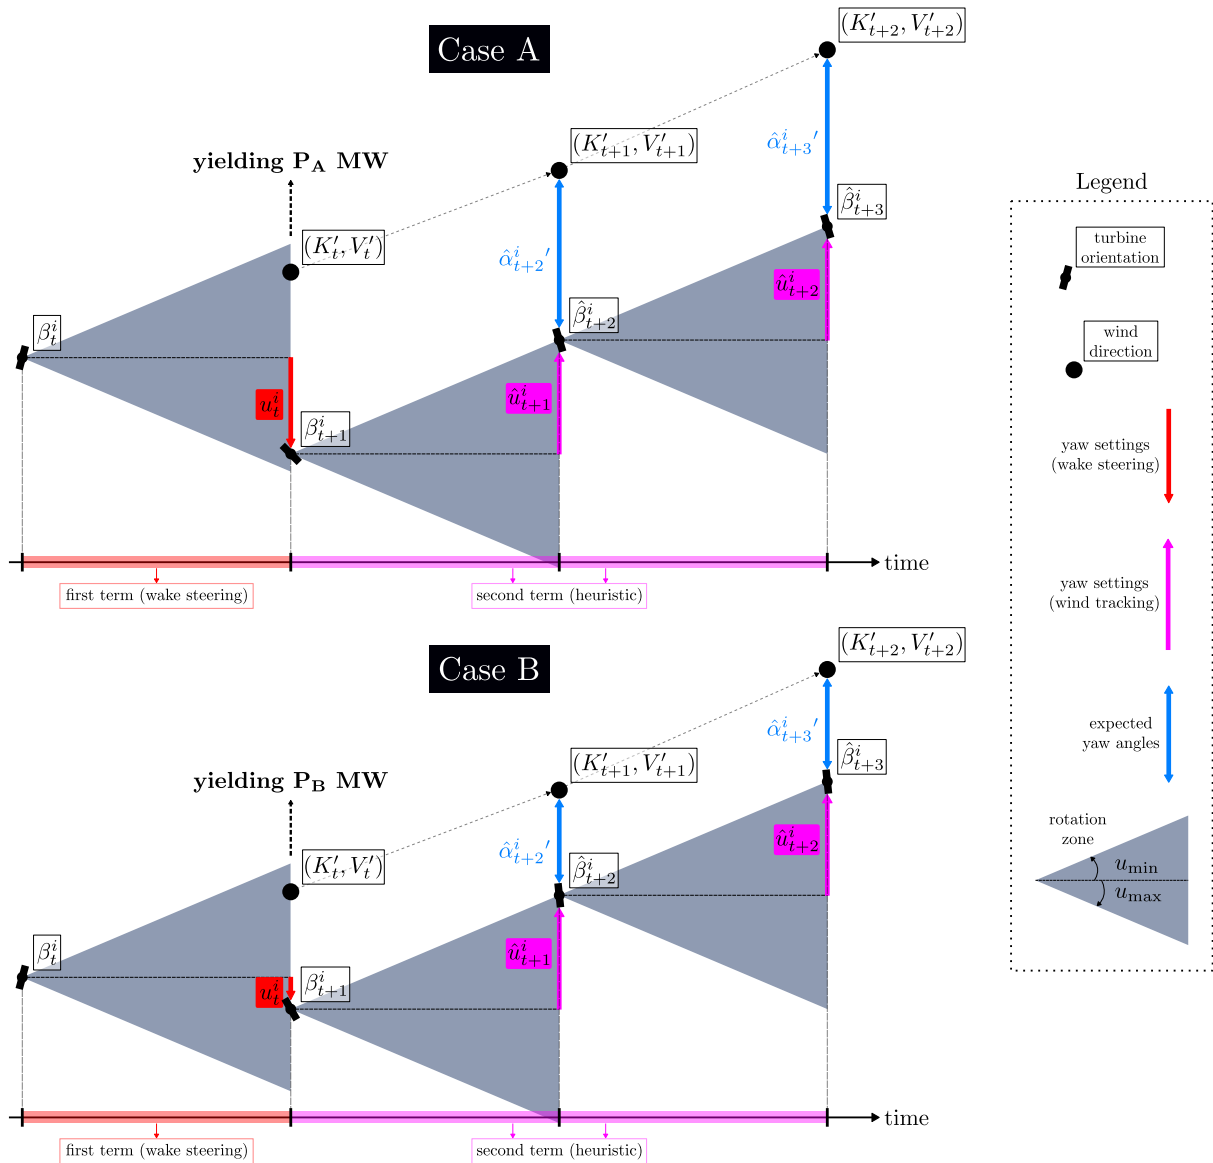 Case A
(K′ₜ₊₂, V′ₜ₊₂)
(K′ₜ₊₁, V′ₜ₊₁)
yielding P_A MW
α̂ⁱₜ₊₃′
(K′ₜ, V′ₜ)
β̂ⁱₜ₊₃
α̂ⁱₜ₊₂′
ûⁱₜ₊₂
βⁱₜ
β̂ⁱₜ₊₂
uⁱₜ
ûⁱₜ₊₁
βⁱₜ₊₁
time
first term (wake steering)
second term (heuristic)
Case B
(K′ₜ₊₂, V′ₜ₊₂)
(K′ₜ₊₁, V′ₜ₊₁)
yielding P_B MW
α̂ⁱₜ₊₃′
(K′ₜ, V′ₜ)
β̂ⁱₜ₊₃
α̂ⁱₜ₊₂′
ûⁱₜ₊₂
βⁱₜ
β̂ⁱₜ₊₂
uⁱₜ
βⁱₜ₊₁
ûⁱₜ₊₁
time
first term (wake steering)
second term (heuristic)
Legend
turbine
orientation
wind
direction
yaw settings
(wake steering)
yaw settings
(wind tracking)
expected
yaw angles
rotation
zone
u_min
u_max